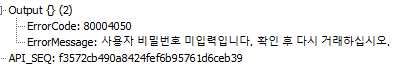 Output {} (2)
ErrorCode: 80004050
ErrorMessage: 사용자 비밀번호 미입력입니다. 확인 후 다시 거래하십시오.
API_SEQ: f3572cb490a8424fef6b95761d6ceb39